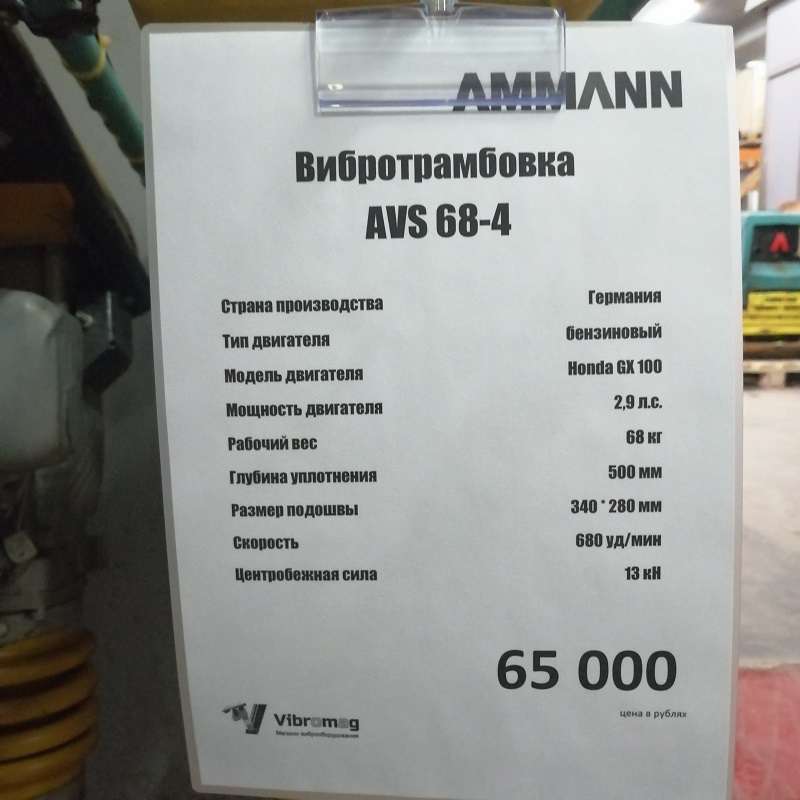 AMMANN
Вибротрамбовка
AVS 68-4
Страна производства Германия
Тип двигателя бензиновый
Модель двигателя Honda GX 100
Мощность двигателя 2,9 л.с.
Рабочий вес 68 кг
Глубина уплотнения 500 мм
Размер подошвы 340 * 280 мм
Скорость 680 уд/мин
Центробежная сила 13 кН
65 000
цена в рублях
Vibromag
Магазин виброоборудования